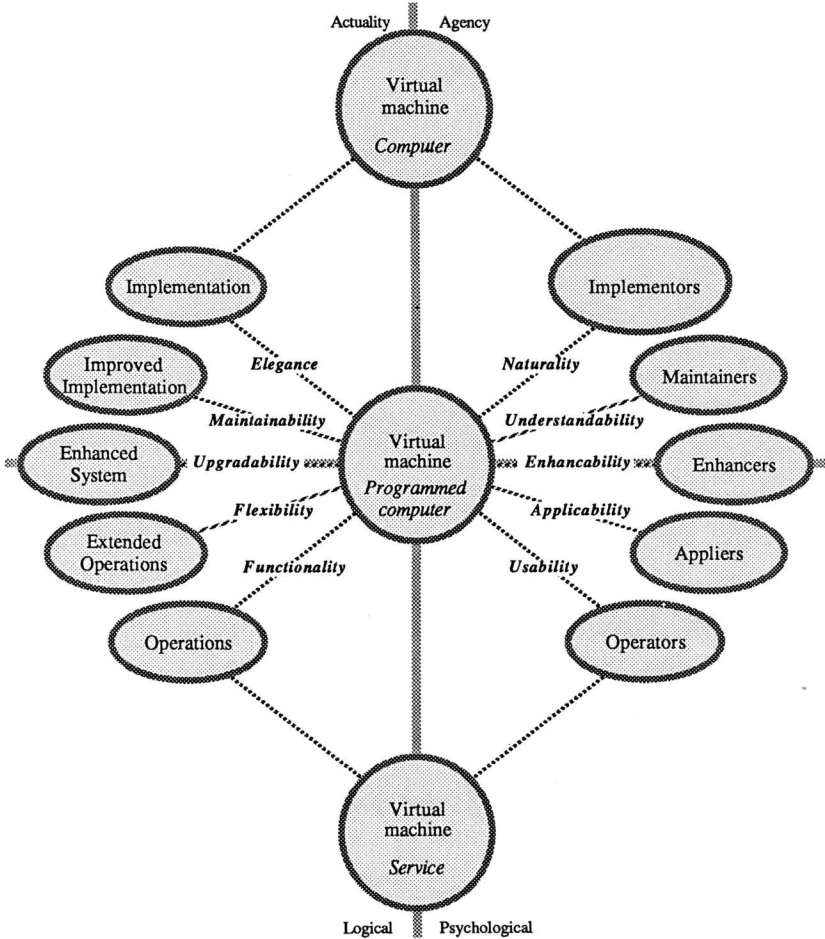 Actuality
Agency
Virtual
machine
Computer
Implementation
Implementors
Elegance
Naturality
Improved
Implementation
Maintainers
Maintainability
Understandability
Virtual
machine
Programmed
computer
Enhanced
System
Upgradability
Enhancability
Enhancers
Flexibility
Applicability
Extended
Operations
Appliers
Functionality
Usability
Operations
Operators
Virtual
machine
Service
Logical
Psychological